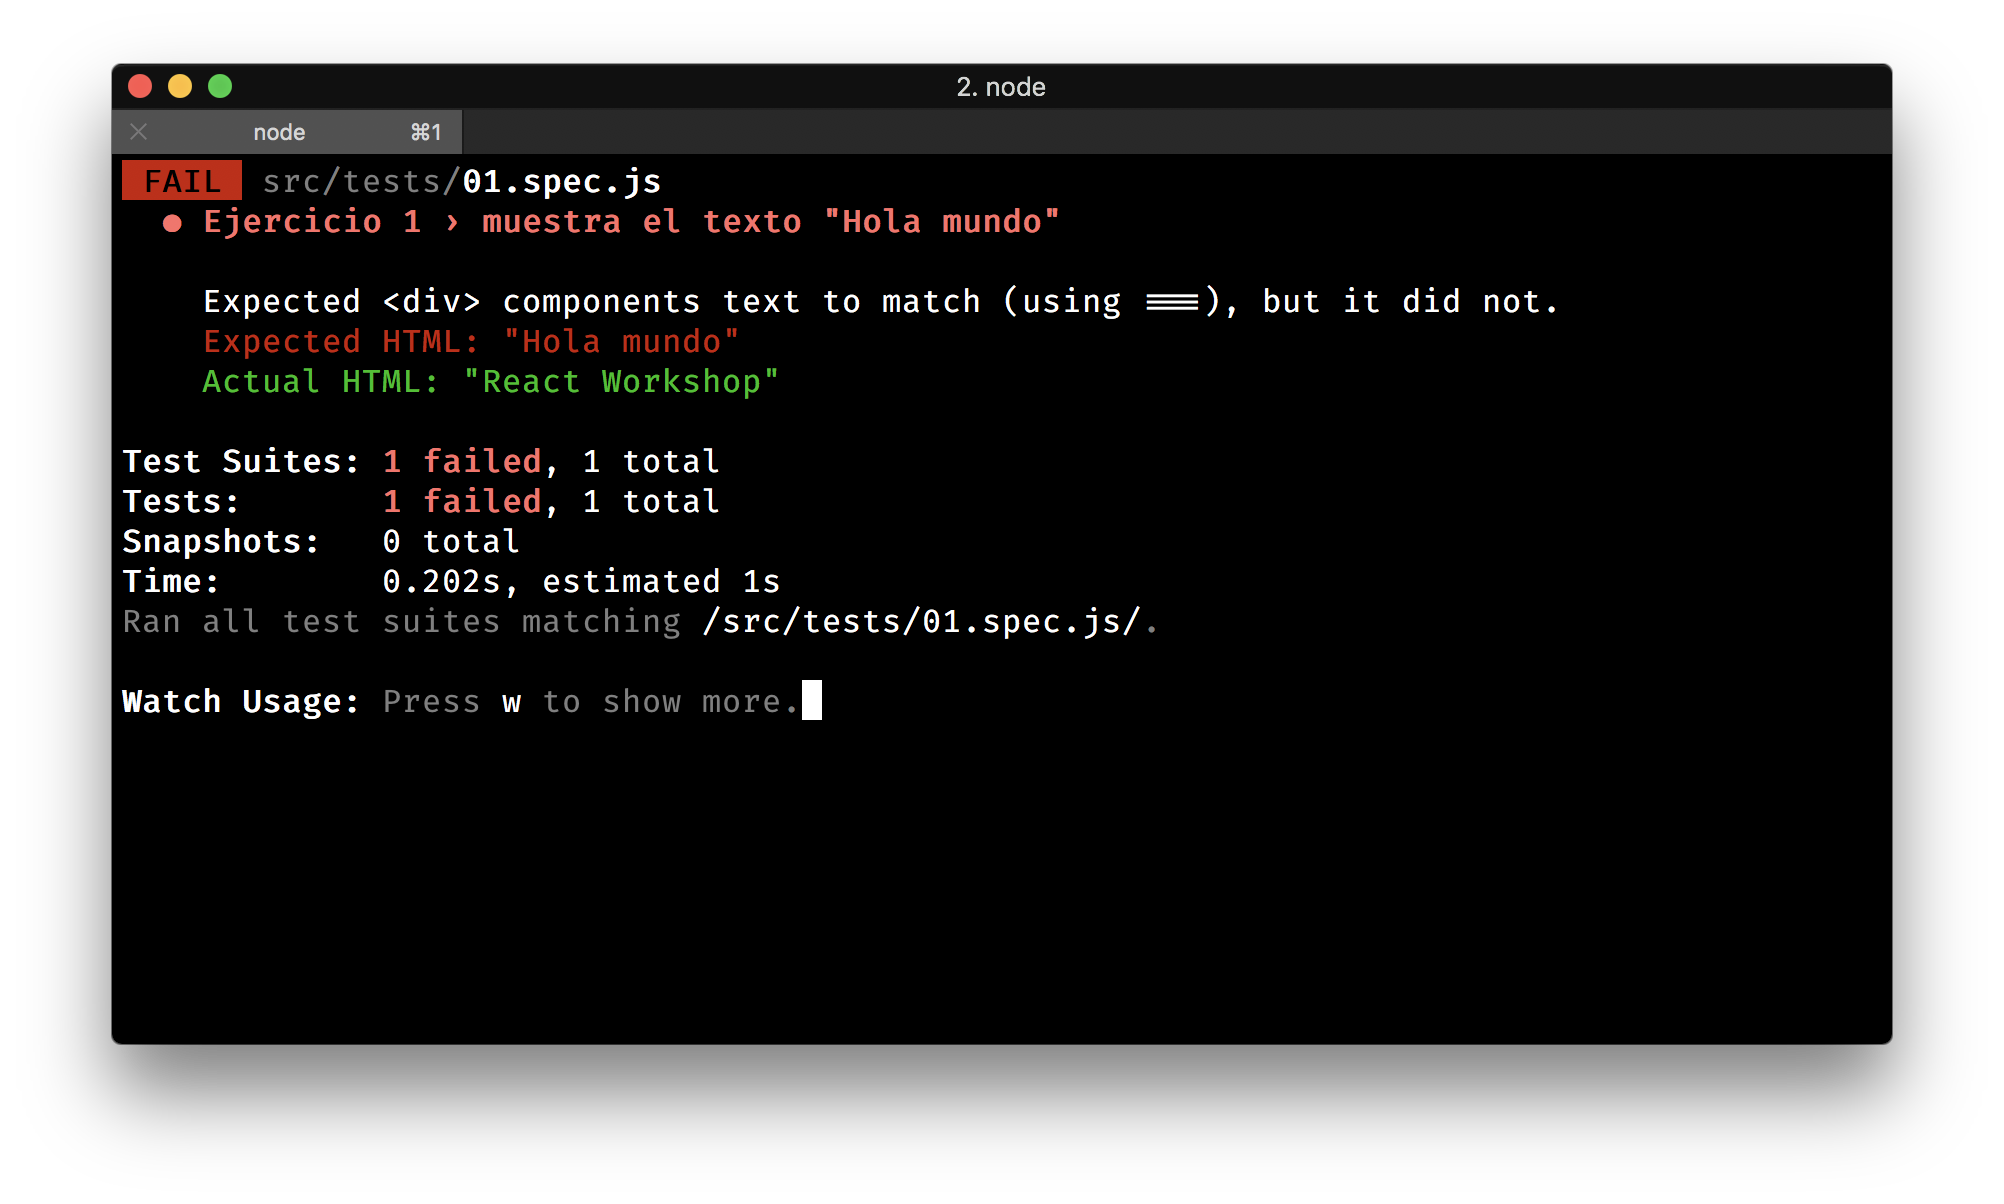 2. node
node ⌘1
FAIL src/tests/01.spec.js
● Ejercicio 1 › muestra el texto "Hola mundo"
Expected <div> components text to match (using ===), but it did not.
Expected HTML: "Hola mundo"
Actual HTML: "React Workshop"
Test Suites: 1 failed, 1 total
Tests: 1 failed, 1 total
Snapshots: 0 total
Time: 0.202s, estimated 1s
Ran all test suites matching /src/tests/01.spec.js/.
Watch Usage: Press w to show more.